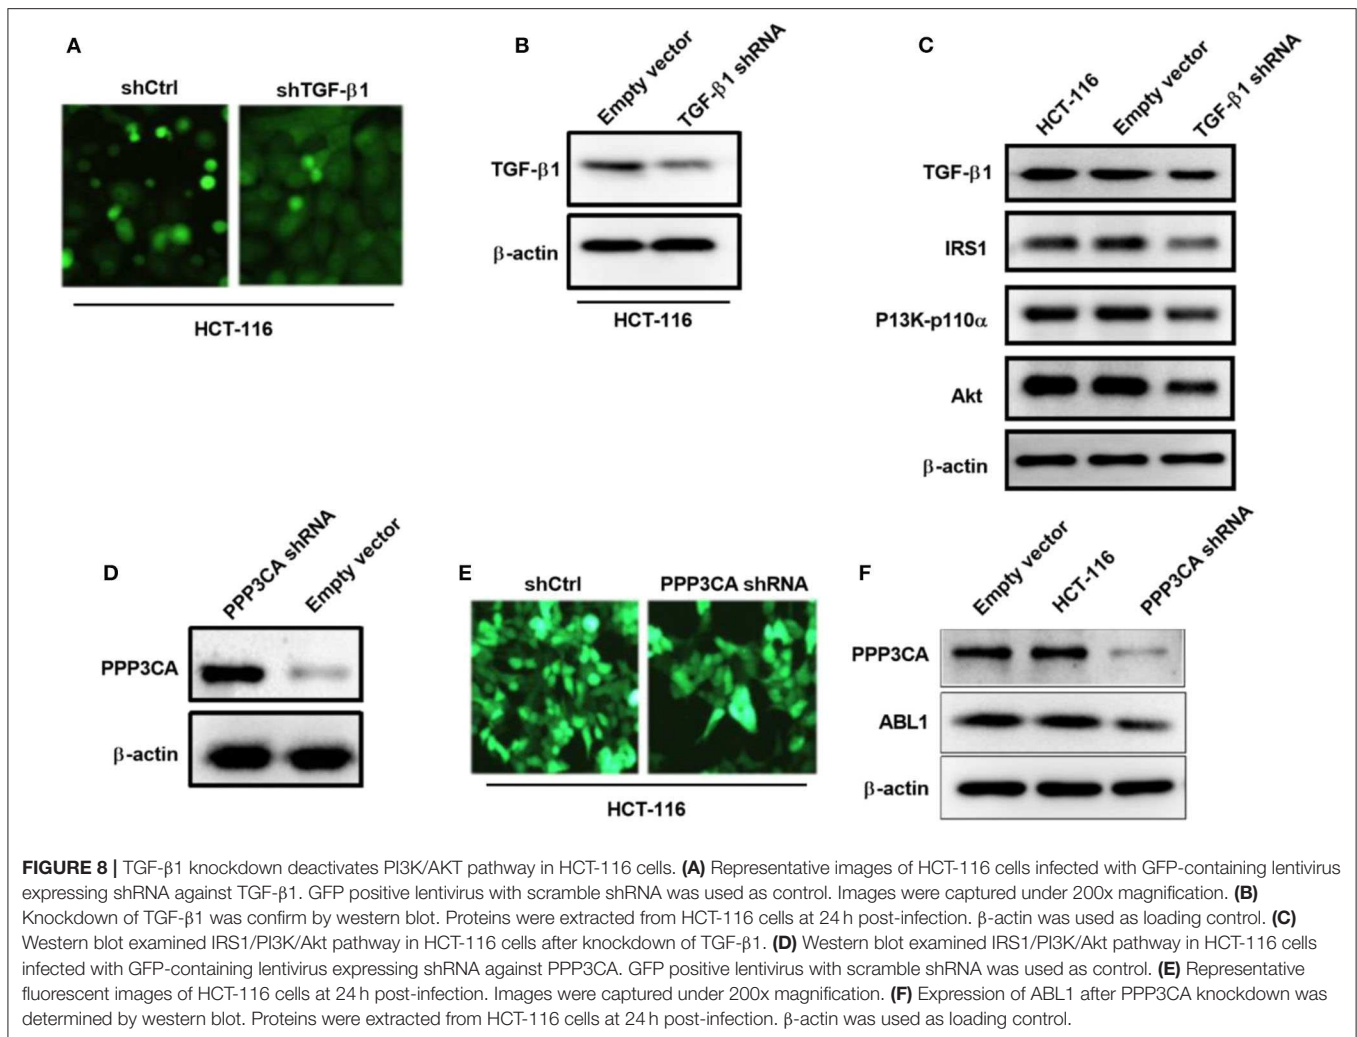 A
shCtrl
shTGF-β1
HCT-116
B
Empty vector
TGF-β1 shRNA
TGF-β1
β-actin
HCT-116
C
HCT-116
Empty vector
TGF-β1 shRNA
TGF-β1
IRS1
P13K-p110α
Akt
β-actin
D
PPP3CA shRNA
Empty vector
PPP3CA
β-actin
E
shCtrl
PPP3CA shRNA
HCT-116
F
Empty vector
HCT-116
PPP3CA shRNA
PPP3CA
ABL1
β-actin
FIGURE 8 | TGF-β1 knockdown deactivates PI3K/AKT pathway in HCT-116 cells. (A) Representative images of HCT-116 cells infected with GFP-containing lentivirus
expressing shRNA against TGF-β1. GFP positive lentivirus with scramble shRNA was used as control. Images were captured under 200x magnification. (B)
Knockdown of TGF-β1 was confirm by western blot. Proteins were extracted from HCT-116 cells at 24 h post-infection. β-actin was used as loading control. (C)
Western blot examined IRS1/PI3K/Akt pathway in HCT-116 cells after knockdown of TGF-β1. (D) Western blot examined IRS1/PI3K/Akt pathway in HCT-116 cells
infected with GFP-containing lentivirus expressing shRNA against PPP3CA. GFP positive lentivirus with scramble shRNA was used as control. (E) Representative
fluorescent images of HCT-116 cells at 24 h post-infection. Images were captured under 200x magnification. (F) Expression of ABL1 after PPP3CA knockdown was
determined by western blot. Proteins were extracted from HCT-116 cells at 24 h post-infection. β-actin was used as loading control.